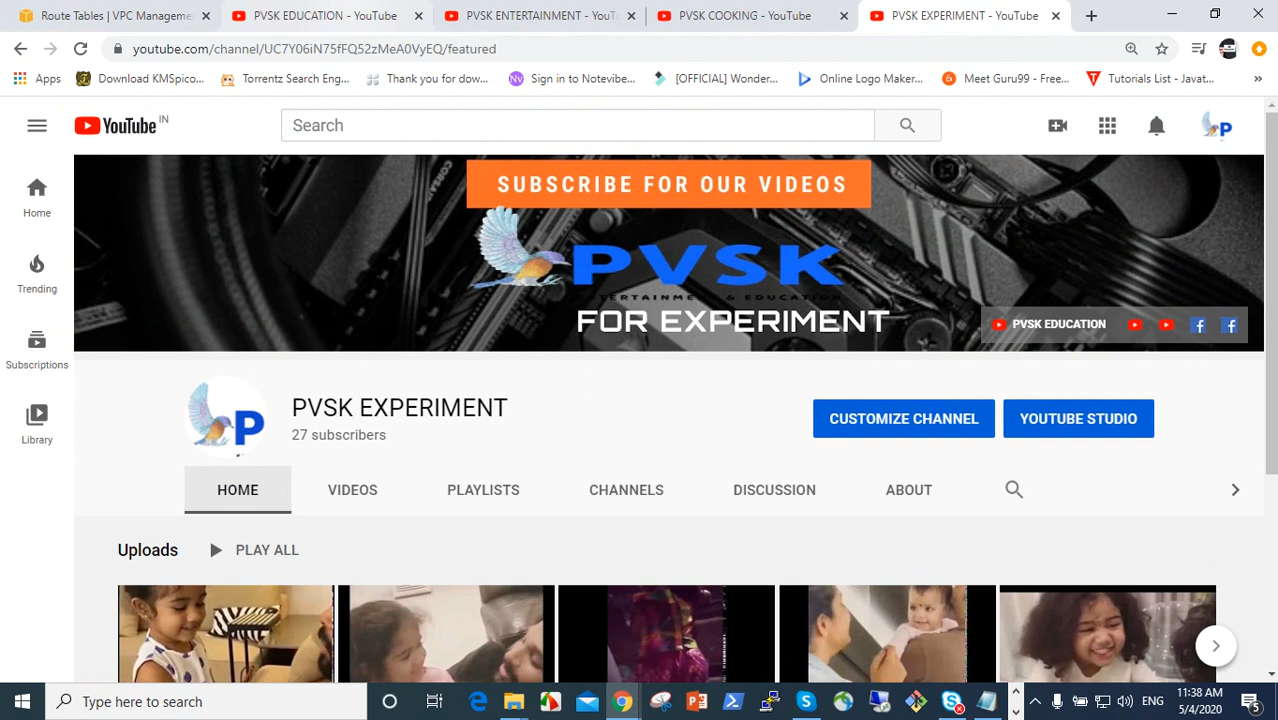 Route Tables | VPC Manageme
PVSK EDUCATION - YouTube
PVSK ENTERTAINMENT - YouT
PVSK COOKING - YouTube
PVSK EXPERIMENT - YouTube
youtube.com/channel/UC7Y06iN75fFQ52zMeA0VyEQ/featured
Apps
Download KMSpico...
Torrentz Search Eng...
Thank you for dow...
Nv Sign in to Notevibe...
[OFFICIAL] Wonder...
Online Logo Maker...
Meet Guru99 - Free...
Tutorials List - Javat...
YouTube IN
Search
P
SUBSCRIBE FOR OUR VIDEOS
PVSK
ENTERTAINMENT & EDUCATION
FOR EXPERIMENT
PVSK EDUCATION
Home
Trending
Subscriptions
Library
P
PVSK EXPERIMENT
27 subscribers
CUSTOMIZE CHANNEL
YOUTUBE STUDIO
HOME
VIDEOS
PLAYLISTS
CHANNELS
DISCUSSION
ABOUT
Uploads
PLAY ALL
Type here to search
ENG
11:38 AM
5/4/2020
5